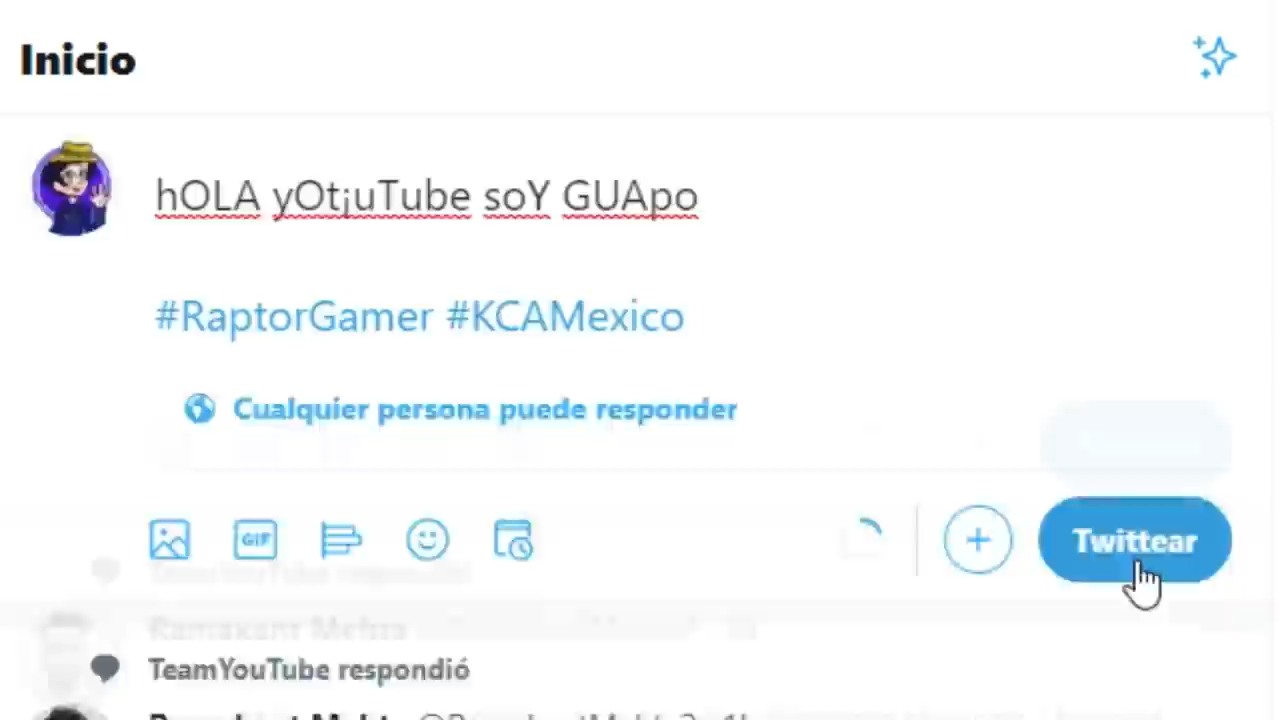 Inicio
hOLA yOt¡uTube soY GUApo
#RaptorGamer #KCAMexico
Cualquier persona puede responder
GIF
Twittear
TeamYouTube respondió